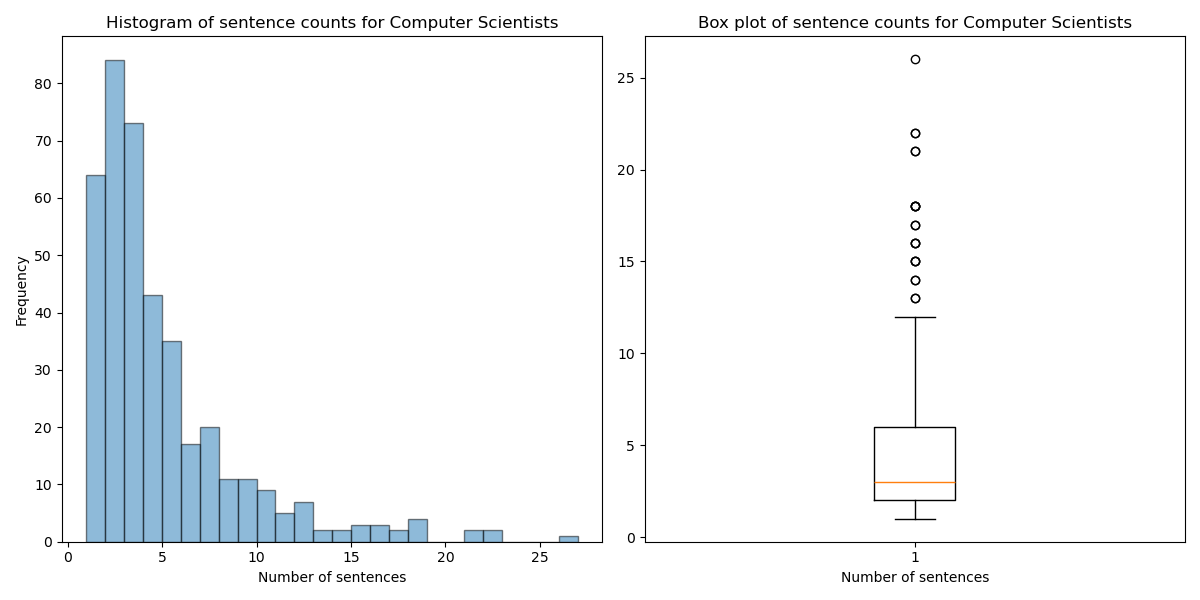 Histogram of sentence counts for Computer Scientists
Frequency
80
70
60
50
40
30
20
10
0
0 5 10 15 20 25
Number of sentences
Box plot of sentence counts for Computer Scientists
25
20
15
10
5
0
1
Number of sentences